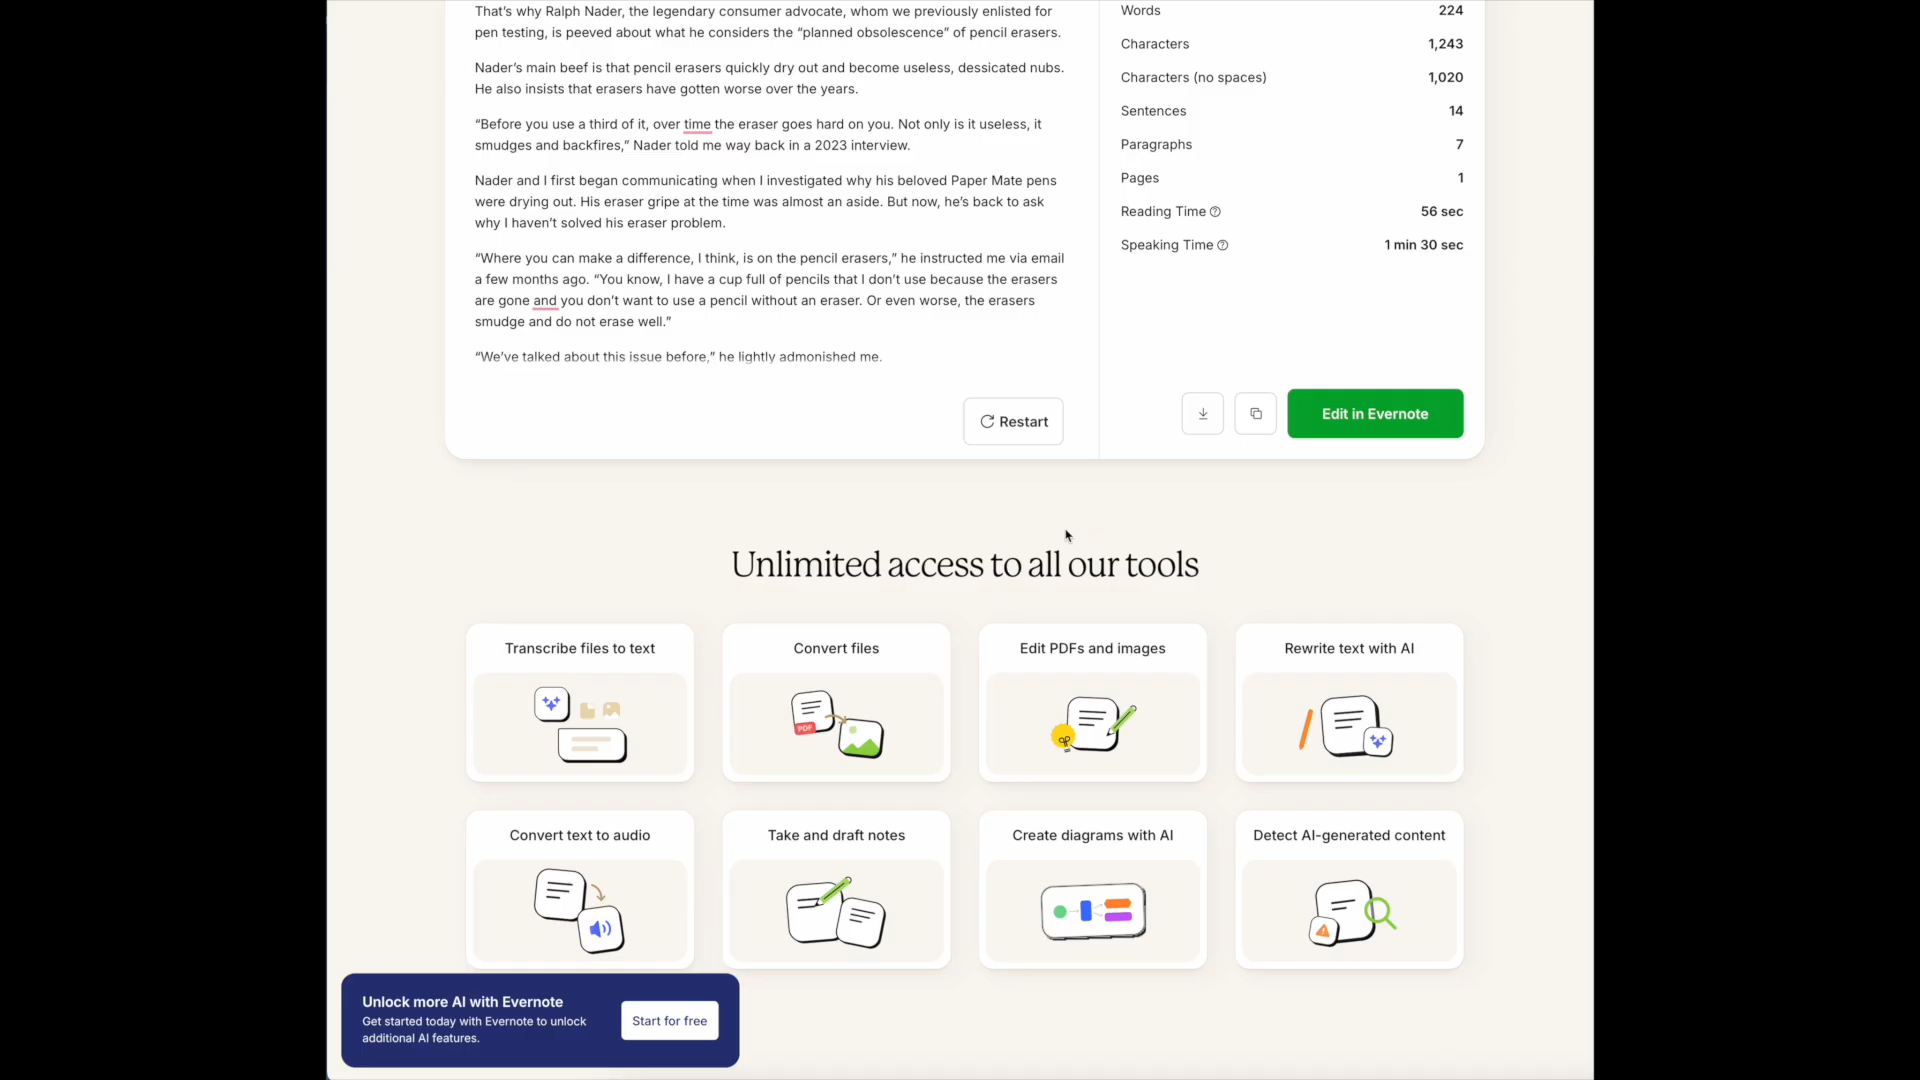 That’s why Ralph Nader, the legendary consumer advocate, whom we previously enlisted for
pen testing, is peeved about what he considers the “planned obsolescence” of pencil erasers.
Nader’s main beef is that pencil erasers quickly dry out and become useless, dessicated nubs.
He also insists that erasers have gotten worse over the years.
“Before you use a third of it, over time the eraser goes hard on you. Not only is it useless, it
smudges and backfires,” Nader told me way back in a 2023 interview.
Nader and I first began communicating when I investigated why his beloved Paper Mate pens
were drying out. His eraser gripe at the time was almost an aside. But now, he’s back to ask
why I haven’t solved his eraser problem.
“Where you can make a difference, I think, is on the pencil erasers,” he instructed me via email
a few months ago. “You know, I have a cup full of pencils that I don’t use because the erasers
are gone and you don’t want to use a pencil without an eraser. Or even worse, the erasers
smudge and do not erase well.”
“We’ve talked about this issue before,” he lightly admonished me.
Restart
Words 224
Characters 1,243
Characters (no spaces) 1,020
Sentences 14
Paragraphs 7
Pages 1
Reading Time 56 sec
Speaking Time 1 min 30 sec
Edit in Evernote
Unlimited access to all our tools
Transcribe files to text
Convert files
Edit PDFs and images
Rewrite text with AI
PDF
Convert text to audio
Take and draft notes
Create diagrams with AI
Detect AI-generated content
Unlock more AI with Evernote
Get started today with Evernote to unlock
additional AI features.
Start for free